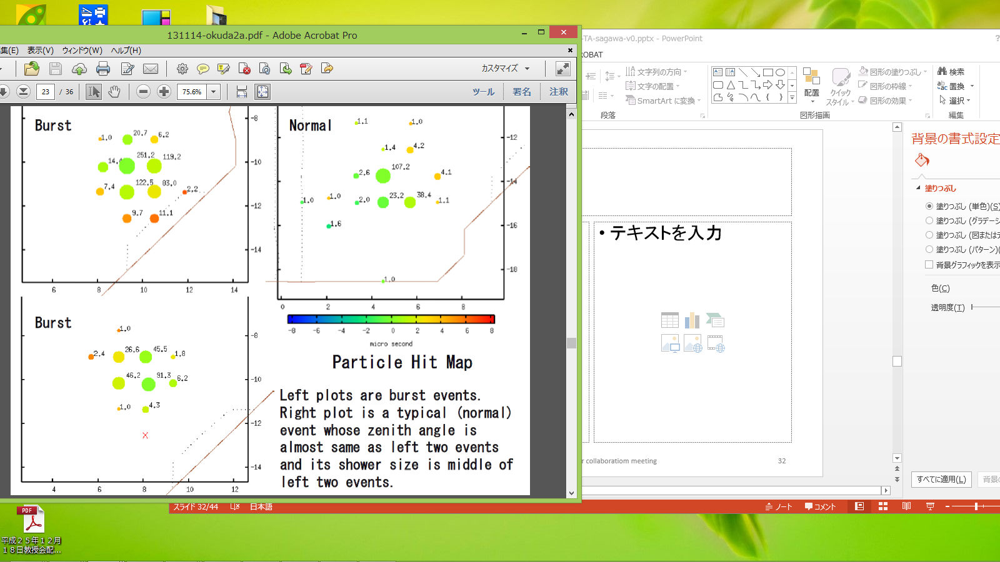 131114-okuda2a.pdf - Adobe Acrobat Pro
集(E) 表示(V) ウィンドウ(W) ヘルプ(H)
カスタマイズ
23 / 36
75.6%
ツール 署名 注釈
Burst
1.0 20.7 6.2
251.2 119.2
7.4 122.5 83.0 2.2
9.7 11.1
-8
-10
-12
-14
6 8 10 12 14
Normal
1.1 1.0
1.4 4.2
2.6 107.2 4.1
1.0 1.0 2.0 23.2 38.4 1.1
1.6
1.0
-12
-14
-16
-18
0 2 4 6 8
-8 -6 -4 -2 0 2 4 6 8
micro second
Burst
1.0
2.4 26.6 45.5 1.8
46.2 91.3 6.2
1.0 4.3
X
-8
-10
-12
-14
4 6 8 10 12
Particle Hit Map
Left plots are burst events.
Right plot is a typical (normal)
event whose zenith angle is
almost same as left two events
and its shower size is middle of
left two events.
-TA-sagawa-v0.pptx - PowerPoint
?
ROBAT
文字列の方向
文字の配置
SmartArt に変換
段落
配置
クイック
スタイル
図形の塗りつぶし
図形の枠線
図形の効果
図形描画
検索
置換
選択
編集
• テキストを入力
r collaboratiom meeting
32
背景の書式設定
塗りつぶし
塗りつぶし (単色)(S)
塗りつぶし (グラデーシ
塗りつぶし (図または
塗りつぶし (パターン)(
背景グラフィックを表示
色(C)
透明度(T)
すべてに適用(L)
スライド 32/44 日本語
ノート コメント
PDF
平成２５年１２月
１８日教授会配...